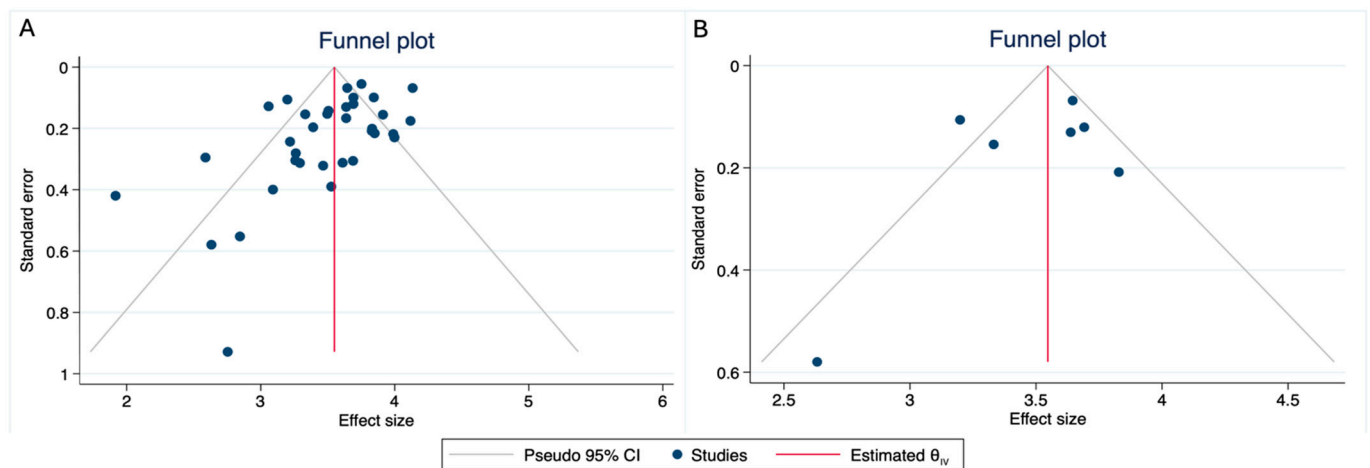 A
Funnel plot
Standard error
0
0.2
0.4
0.6
0.8
1
2
3
4
5
6
Effect size
B
Funnel plot
Standard error
0
0.2
0.4
0.6
2.5
3
3.5
4
4.5
Effect size
Pseudo 95% CI Studies Estimated θIV